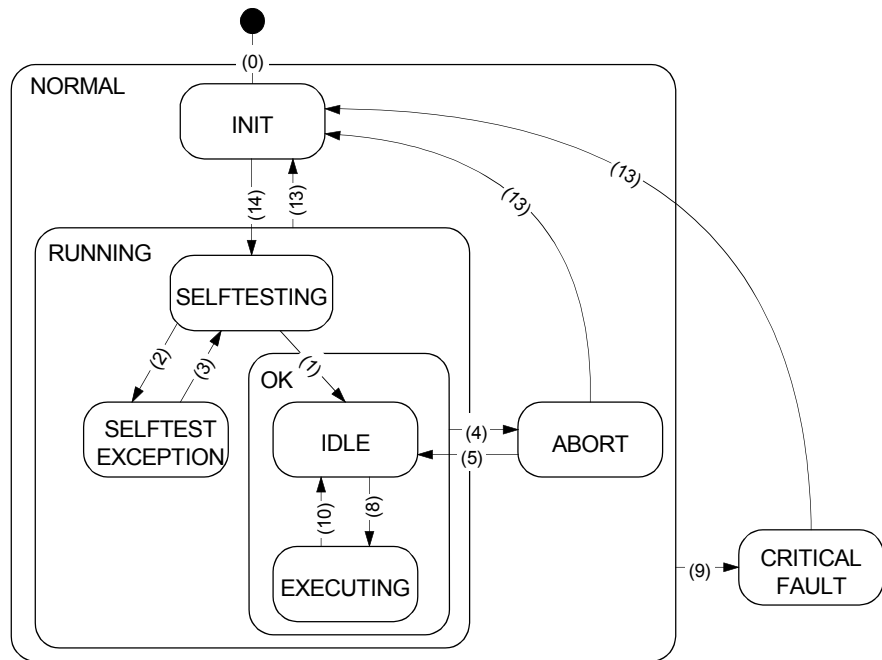 (0)
NORMAL
INIT
(14)
(13)
(13)
(13)
RUNNING
SELFTESTING
(2)
(3)
(1)
OK
SELFTEST
EXCEPTION
IDLE
(4)
(5)
ABORT
(10)
(8)
EXECUTING
(9)
CRITICAL
FAULT